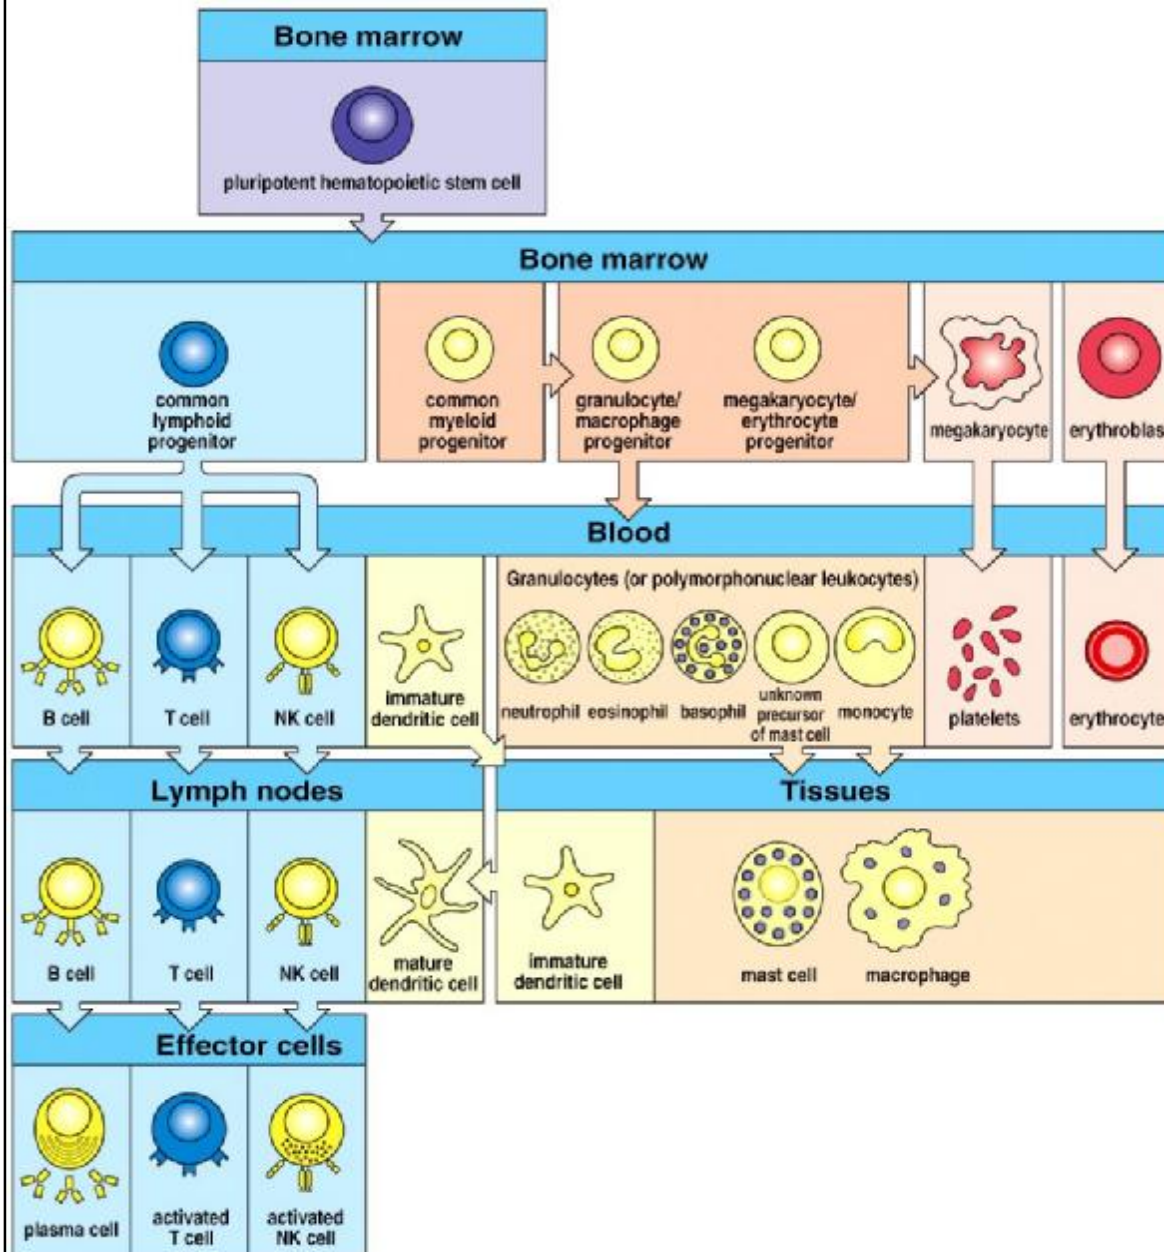 Bone marrow
pluripotent hematopoietic stem cell
Bone marrow
common
lymphoid
progenitor
common
myeloid
progenitor
granulocyte/
macrophage
progenitor
megakaryocyte/
erythrocyte
progenitor
megakaryocyte
erythroblas
Blood
Granulocytes (or polymorphonuclear leukocytes)
B cell
T cell
NK cell
immature
dendritic cell
neutrophil
eosinophil
basophil
unknown
precursor
of mast cell
monocyte
platelets
erythrocyte
Lymph nodes
Tissues
B cell
T cell
NK cell
mature
dendritic cell
immature
dendritic cell
mast cell
macrophage
Effector cells
plasma cell
activated
T cell
activated
NK cell